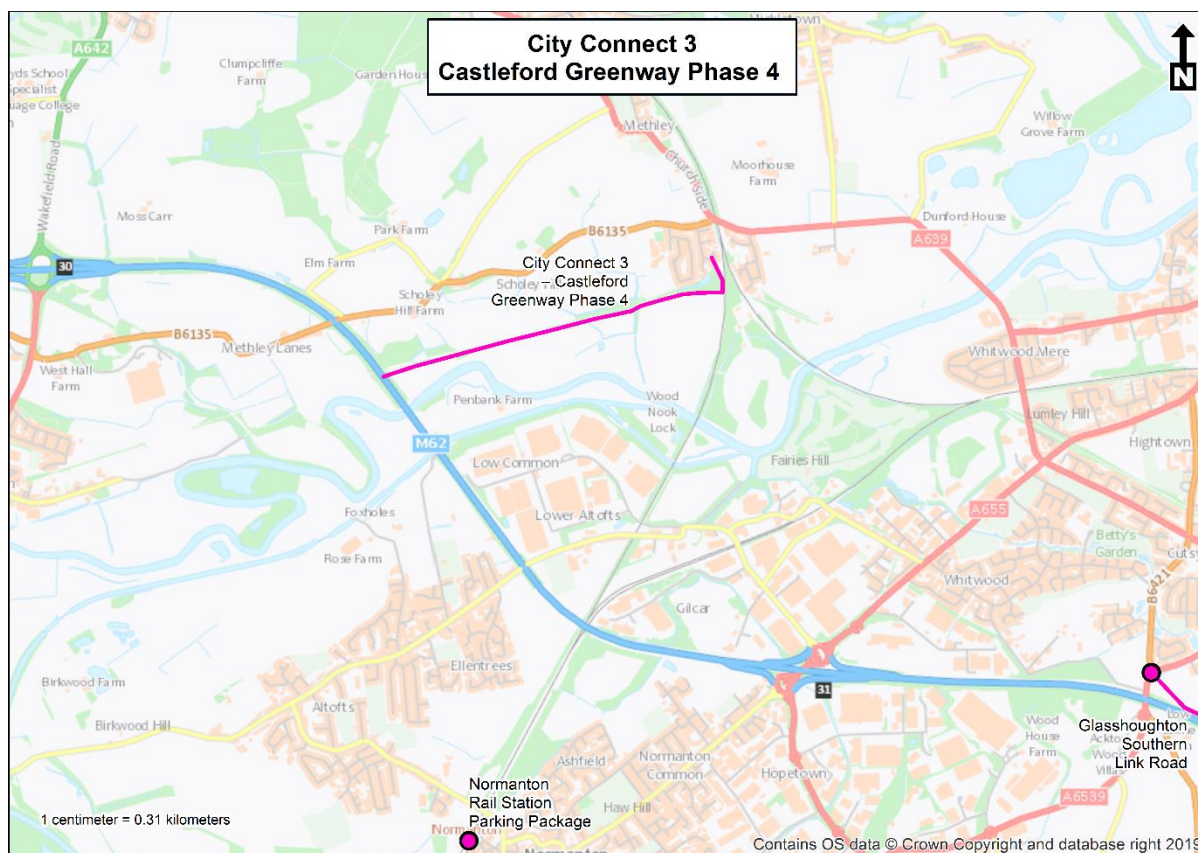 City Connect 3
Castleford Greenway Phase 4
N
A642
Clumpcliffe
Farm
Garden
yds School
Specialist
uage College
Wakefield Road
Methley
Church Side
Moorhouse
Farm
Willow
Grove Farm
Moss Carr
Park Farm
B6135
Dunford House
A639
30
Elm Farm
City Connect 3
– Castleford
Greenway Phase 4
Scholey
Hill Farm
B6135
Methley Lanes
West Hall
Farm
Whitwood Mere
Penbank Farm
Wood
Nook
Lock
Lumley Hill
M62
Hightown
Low Common
Fairies Hill
Lower Altofts
A655
Foxholes
Rose Farm
Betty's
Garden
Whitwood
B6421
Gilcar
Ellentrees
31
Birkwood Farm
Altofts
Birkwood Hill
Wood
House
Farm
Glasshoughton
Southern
Link Road
Ashfield
Normanton
Common
Hopetown
Normanton
Rail Station
Parking Package
Haw Hill
A6539
1 centimeter = 0.31 kilometers
Normanton
Contains OS data © Crown Copyright and database right 2019